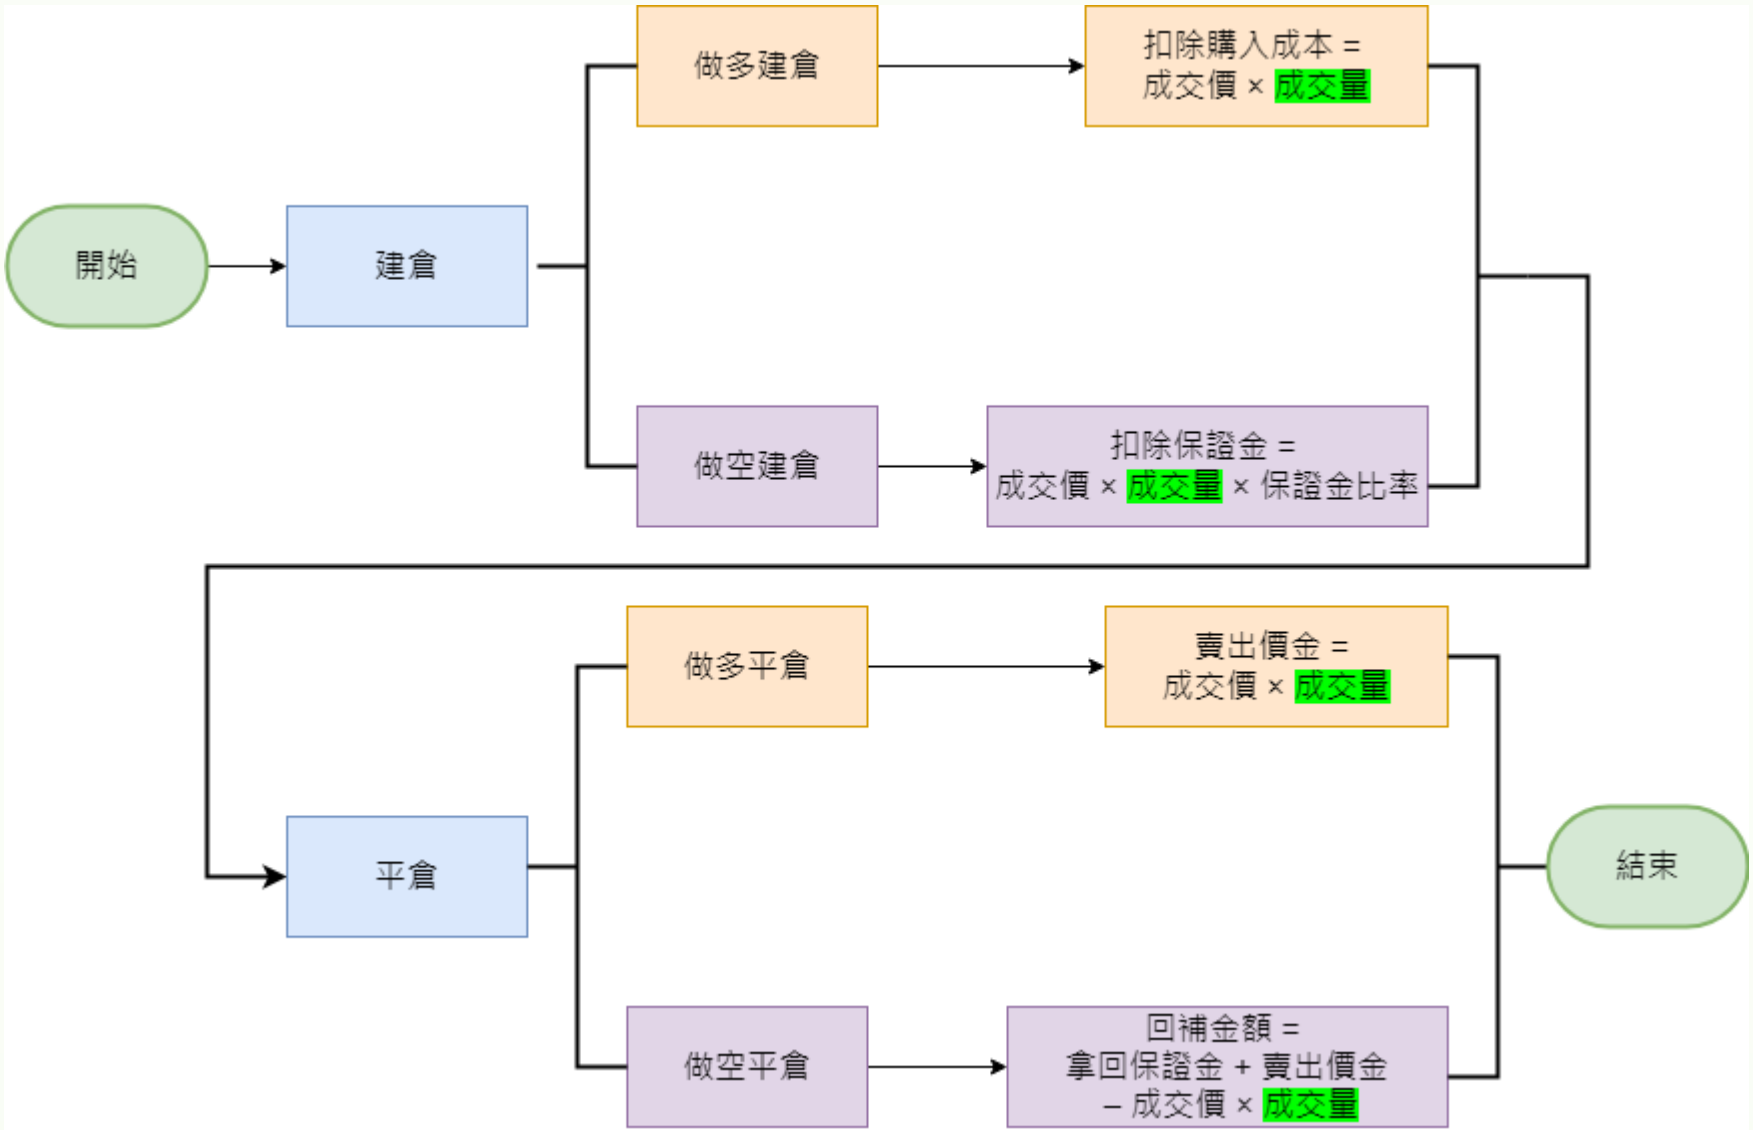 做多建倉
扣除購入成本 =
成交價 × 成交量
開始
建倉
做空建倉
扣除保證金 =
成交價 × 成交量 × 保證金比率
做多平倉
賣出價金 =
成交價 × 成交量
平倉
結束
做空平倉
回補金額 =
拿回保證金 + 賣出價金
– 成交價 × 成交量